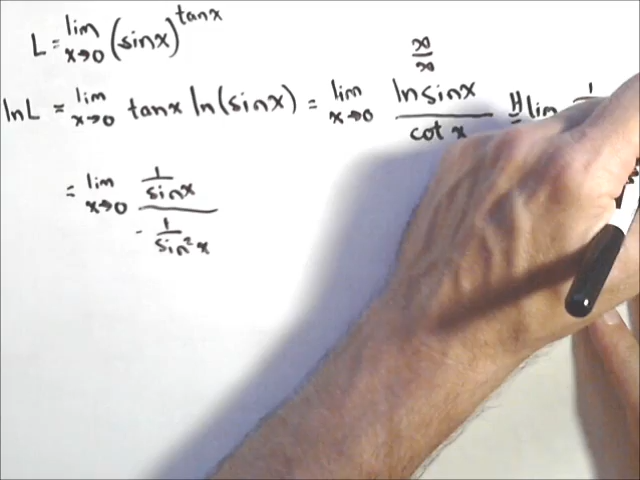 L = lim x→0 (sinx)^tanx
lnL = lim x→0 tanx ln(sinx) = lim x→0 lnsinx / cot x ∞/∞ H= lim 1
= lim x→0 1/sinx / - 1/sin²x